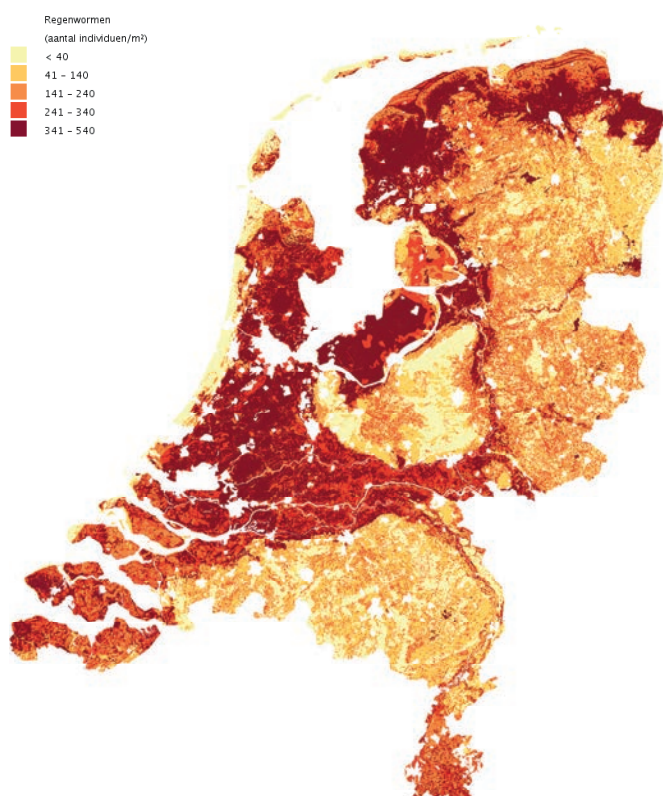 Regenwormen
(aantal individuen/m²)
< 40
41 – 140
141 – 240
241 – 340
341 – 540